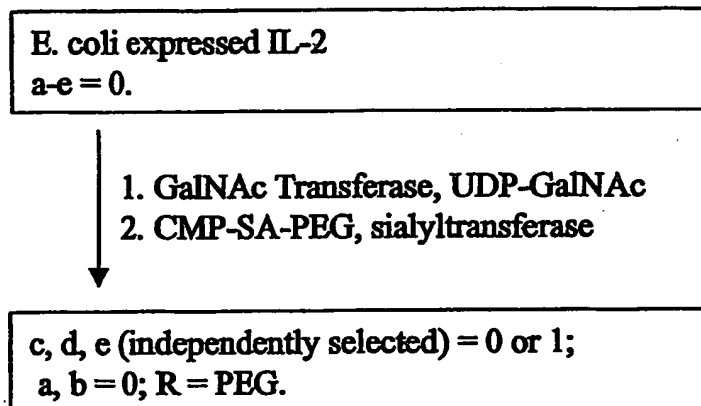 E. coli expressed IL-2
a-e = 0.
1. GalNAc Transferase, UDP-GalNAc
2. CMP-SA-PEG, sialyltransferase
c, d, e (independently selected) = 0 or 1;
a, b = 0; R = PEG.